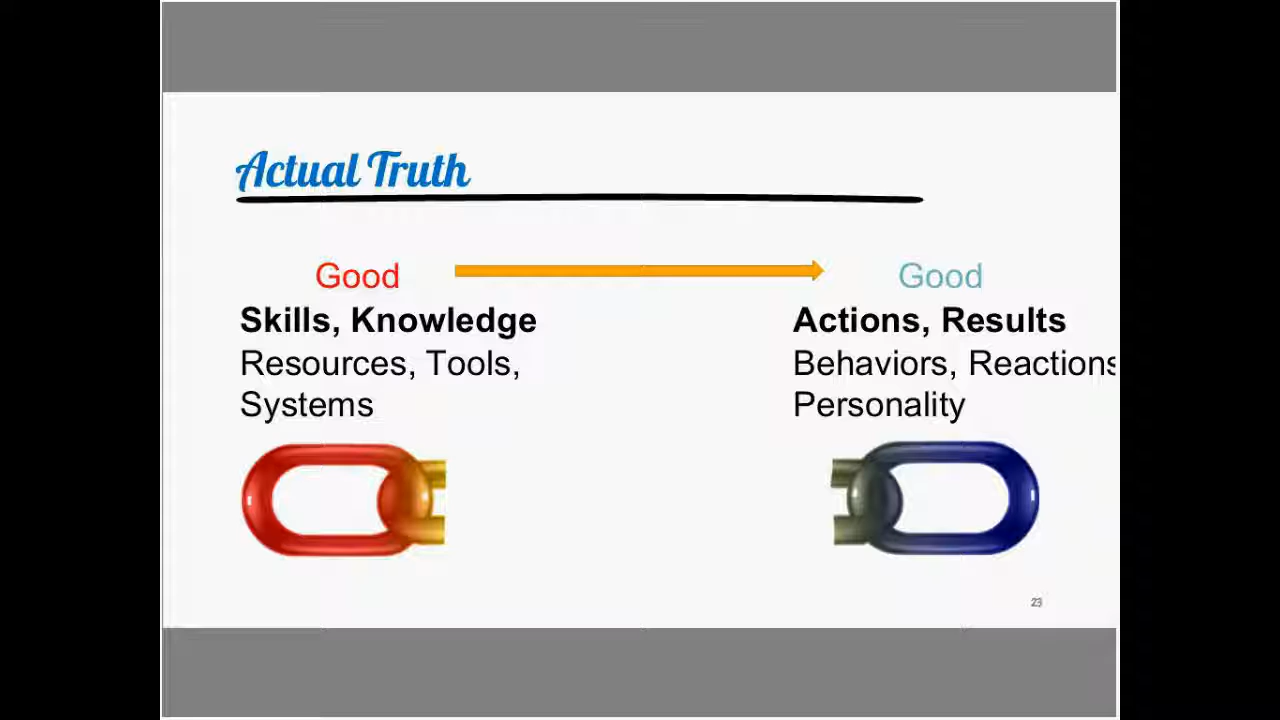 Actual Truth
Good
Good
Skills, Knowledge
Actions, Results
Resources, Tools,
Behaviors, Reactions
Systems
Personality
23